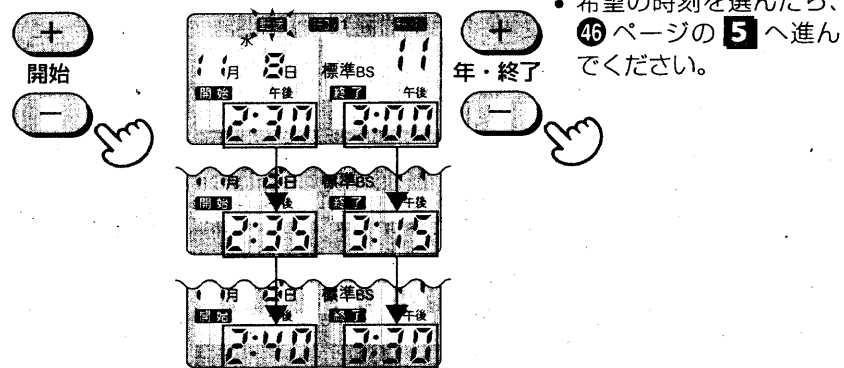 +
開始
−
水
11月 8日 標準BS 11
開始 午後 終了 午後
2:30 3:00
月 日 標準BS
開始 後 終了 午後
2:35 3:15
月 日 標準BS
開始 後 終了 午後
2:40 3:30
+
年・終了
−
• 希望の時刻を選んだら、
㊻ ページの 5 へ進ん
でください。